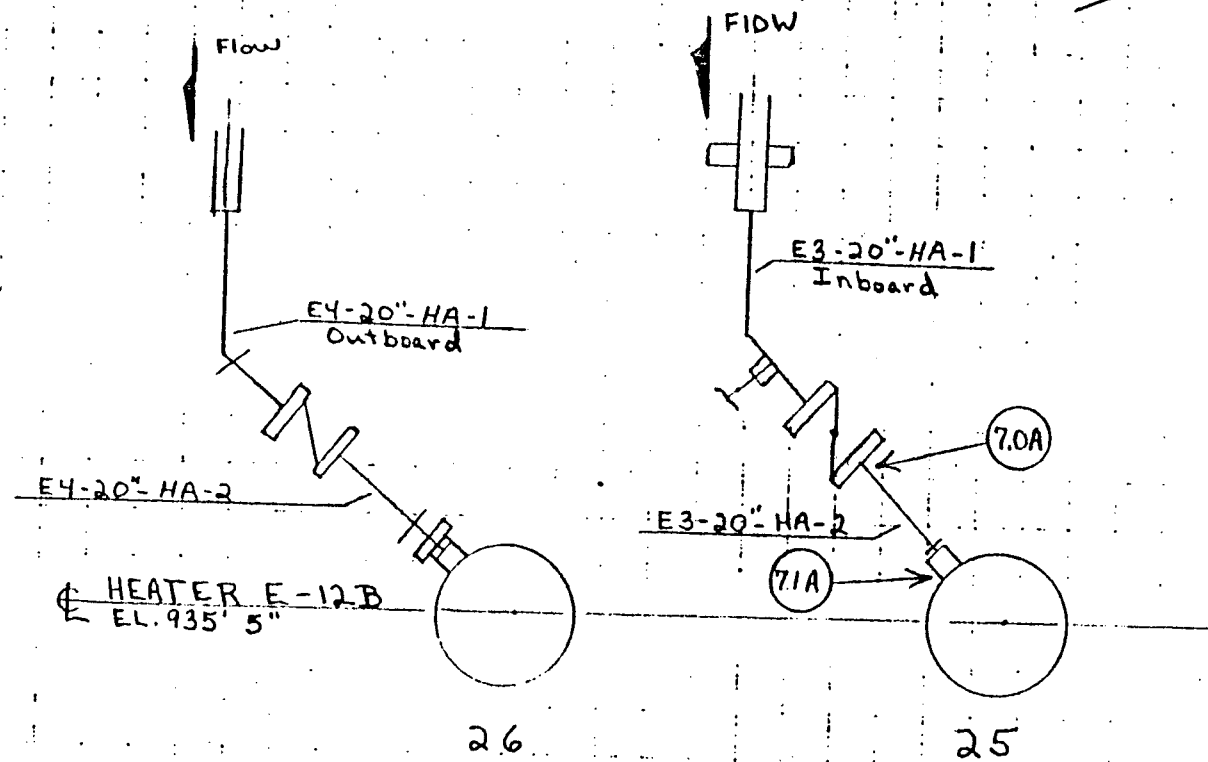 Flow
FlOW
E3-20"-HA-1
Inboard
E4-20"-HA-1
Outboard
7.0A
E4-20"-HA-2
E3-20"-HA-2
7.1A
℄ HEATER E-12B
EL. 935' 5"
26
25